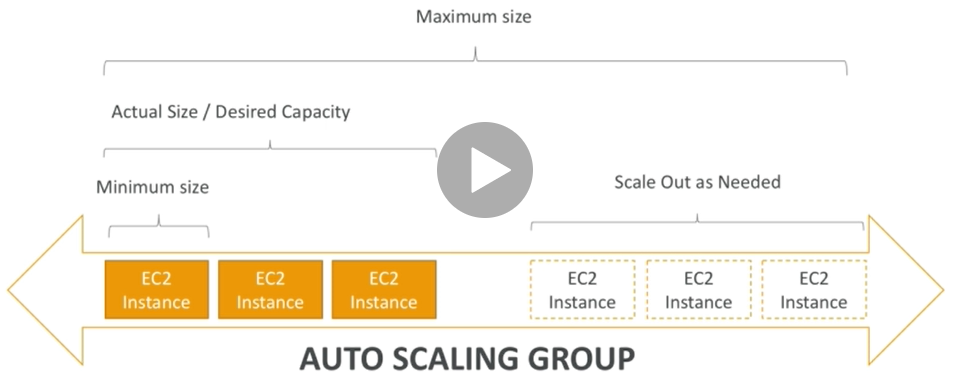 Maximum size
Actual Size / Desired Capacity
Minimum size
Scale Out as Needed
EC2
Instance
EC2
Instance
EC2
Instance
EC2
Instance
EC2
Instance
EC2
Instance
AUTO SCALING GROUP